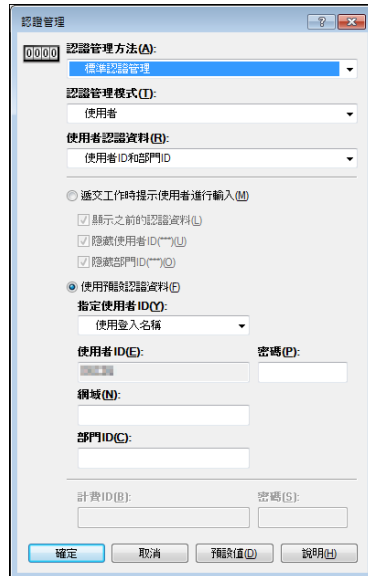 認證管理
0000
認證管理方法(A):
標準認證管理
認證管理模式(T):
使用者
使用者認證資料(R):
使用者ID和部門ID
遞交工作時提示使用者進行輸入(M)
顯示之前的認證資料(L)
隱藏使用者ID(***)(U)
隱藏部門ID(***)(O)
使用預設認證資料(F)
指定使用者ID(Y):
使用登入名稱
使用者ID(E): 密碼(P):
網域(N):
部門ID(C):
計費ID(B): 密碼(S):
確定 取消 預設值(D) 說明(H)